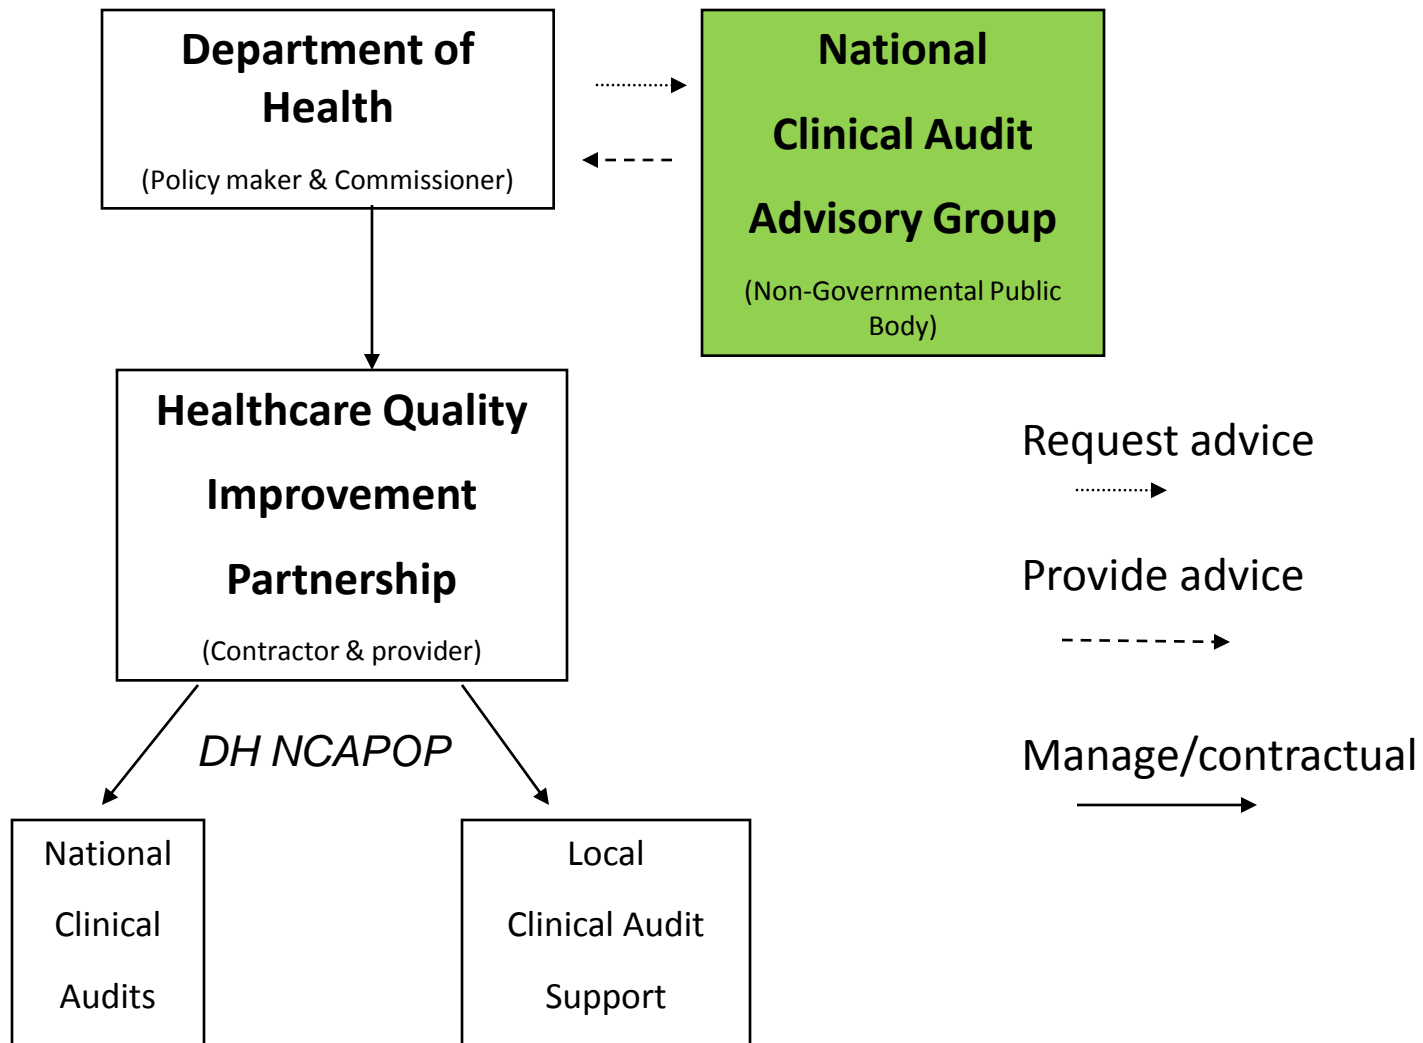 Department of
Health
(Policy maker & Commissioner)
National
Clinical Audit
Advisory Group
(Non-Governmental Public
Body)
Healthcare Quality
Improvement
Partnership
(Contractor & provider)
Request advice
Provide advice
Manage/contractual
DH NCAPOP
National
Clinical
Audits
Local
Clinical Audit
Support